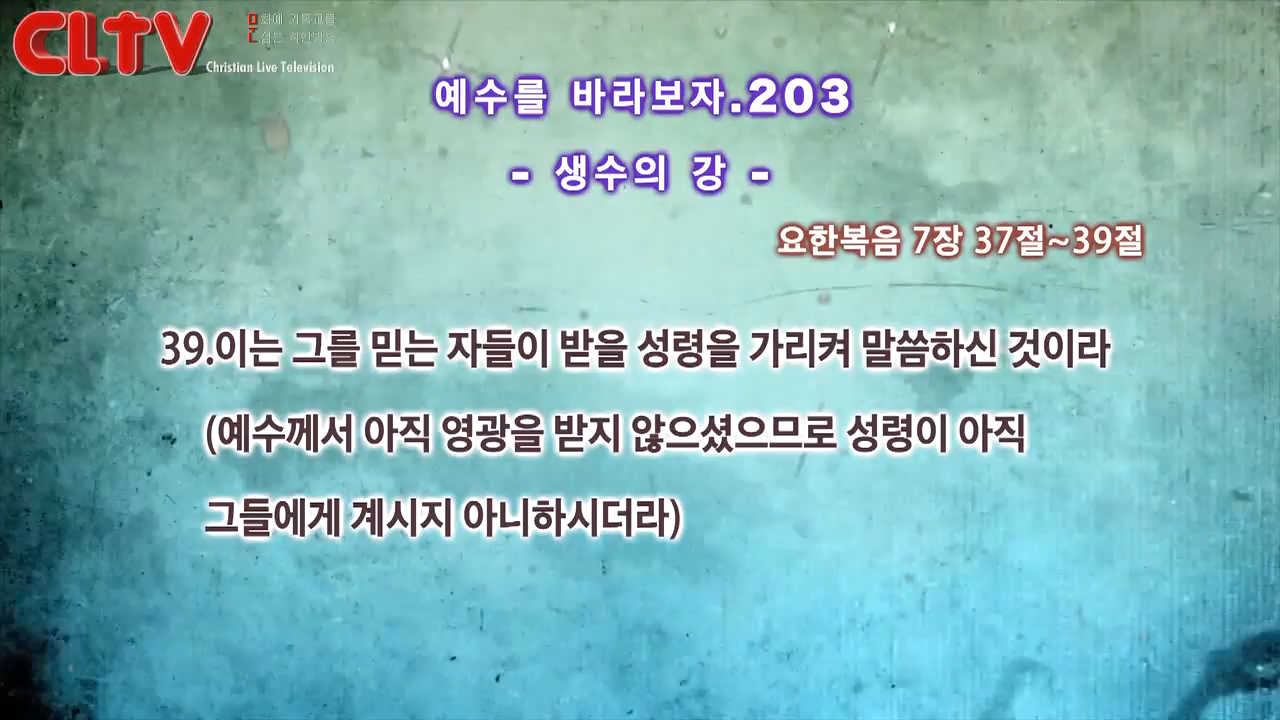 CLTV
Christian Live Television
예수를 바라보자.203
- 생수의 강 -
요한복음 7장 37절~39절
39.이는 그를 믿는 자들이 받을 성령을 가리켜 말씀하신 것이라
(예수께서 아직 영광을 받지 않으셨으므로 성령이 아직
그들에게 계시지 아니하시더라)